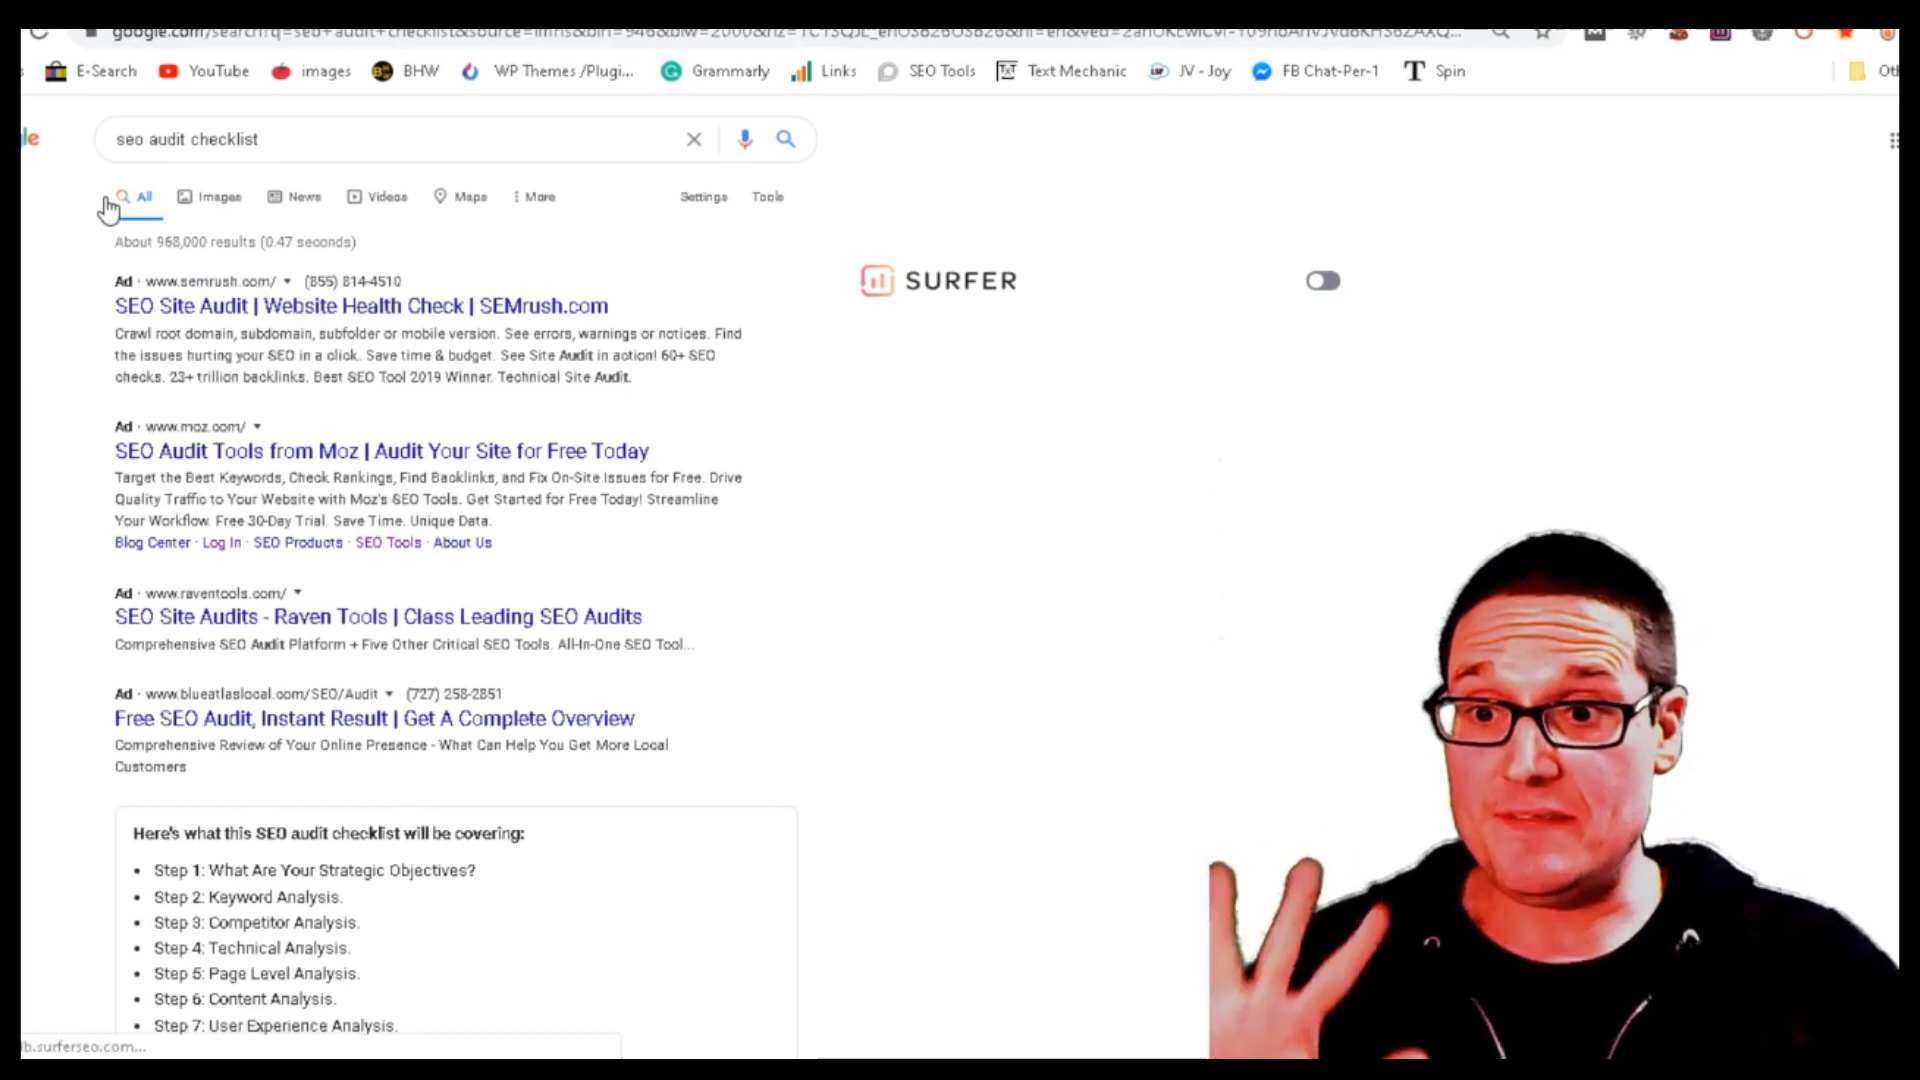 E-Search YouTube images BHW WP Themes /Plugi... Grammarly Links SEO Tools Text Mechanic JV - Joy FB Chat-Per-1 Spin
seo audit checklist
All Images News Videos Maps More Settings Tools
About 968,000 results (0.47 seconds)
Ad · www.semrush.com/ (855) 814-4510
SEO Site Audit | Website Health Check | SEMrush.com
Crawl root domain, subdomain, subfolder or mobile version. See errors, warnings or notices. Find
the issues hurting your SEO in a click. Save time & budget. See Site Audit in action! 60+ SEO
checks. 23+ trillion backlinks. Best SEO Tool 2019 Winner. Technical Site Audit.
SURFER
Ad · www.moz.com/
SEO Audit Tools from Moz | Audit Your Site for Free Today
Target the Best Keywords, Check Rankings, Find Backlinks, and Fix On-Site Issues for Free. Drive
Quality Traffic to Your Website with Moz's SEO Tools. Get Started for Free Today! Streamline
Your Workflow. Free 30-Day Trial. Save Time. Unique Data.
Blog Center · Log In · SEO Products · SEO Tools · About Us
Ad · www.raventools.com/
SEO Site Audits - Raven Tools | Class Leading SEO Audits
Comprehensive SEO Audit Platform + Five Other Critical SEO Tools. All-In-One SEO Tool...
Ad · www.blueatlaslocal.com/SEO/Audit (727) 258-2851
Free SEO Audit, Instant Result | Get A Complete Overview
Comprehensive Review of Your Online Presence - What Can Help You Get More Local
Customers
Here's what this SEO audit checklist will be covering:
• Step 1: What Are Your Strategic Objectives?
• Step 2: Keyword Analysis.
• Step 3: Competitor Analysis.
• Step 4: Technical Analysis.
• Step 5: Page Level Analysis.
• Step 6: Content Analysis.
• Step 7: User Experience Analysis.
lb.surferseo.com...